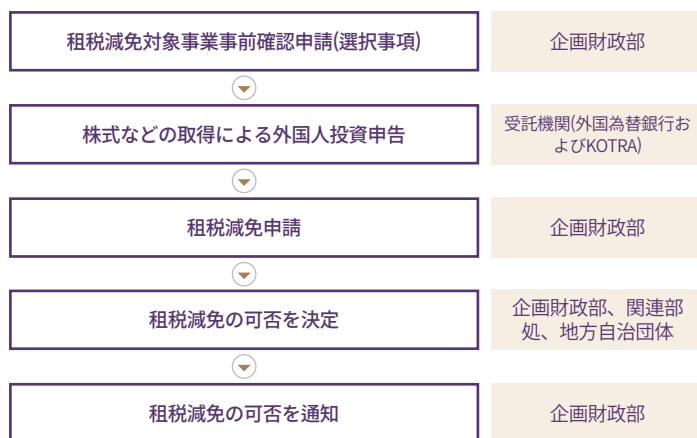 租税減免対象事業事前確認申請(選択事項)
企画財政部
株式などの取得による外国人投資申告
受託機関(外国為替銀行お
よびKOTRA)
租税減免申請
企画財政部
租税減免の可否を決定
企画財政部、関連部
処、地方自治団体
租税減免の可否を通知
企画財政部